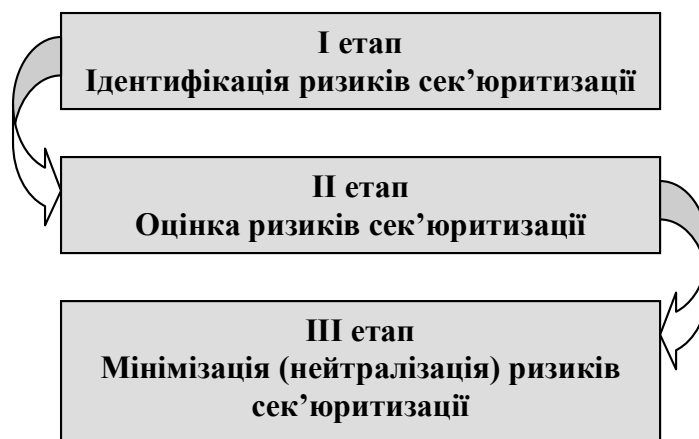 І етап
Ідентифікація ризиків сек’юритизації
ІІ етап
Оцінка ризиків сек’юритизації
ІІІ етап
Мінімізація (нейтралізація) ризиків
сек’юритизації